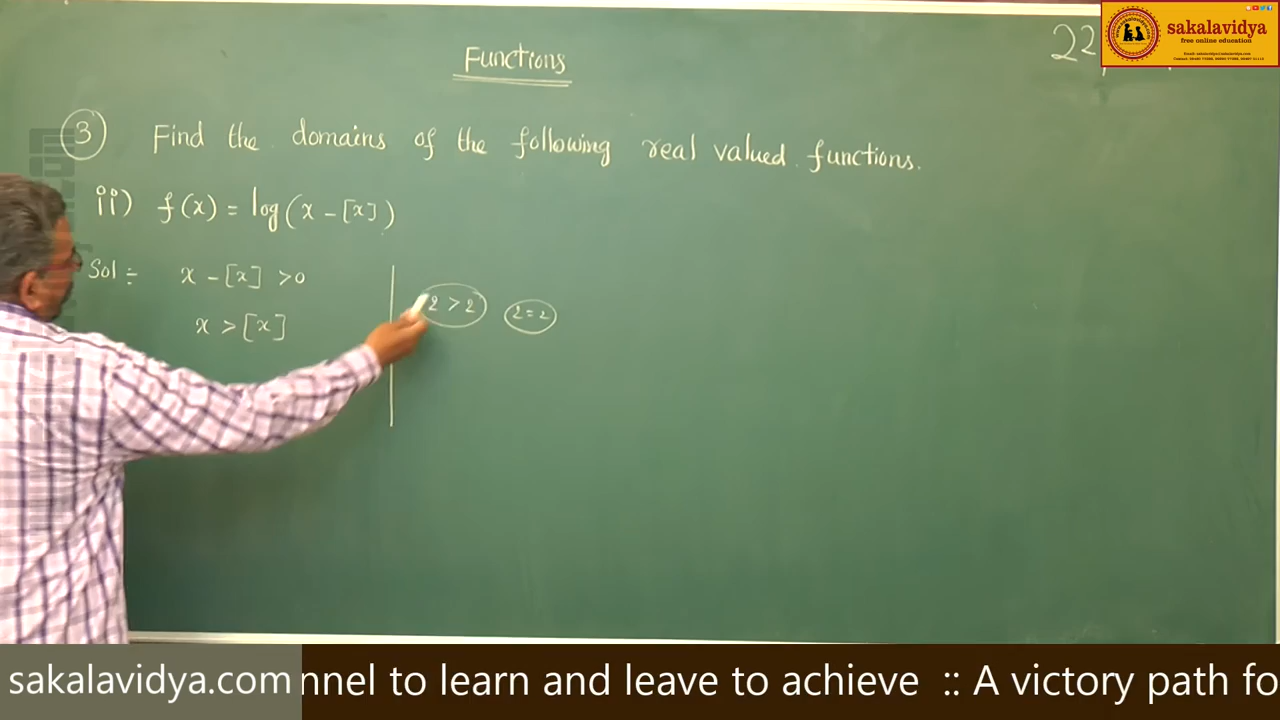 Functions
22
sakalavidya
free online education
3 Find the domains of the following real valued functions.
ii) f(x) = log(x - [x])
Sol :- x - [x] > 0
2 > 2 2 = 2
x > [x]
sakalavidya.com nnel to learn and leave to achieve :: A victory path fo